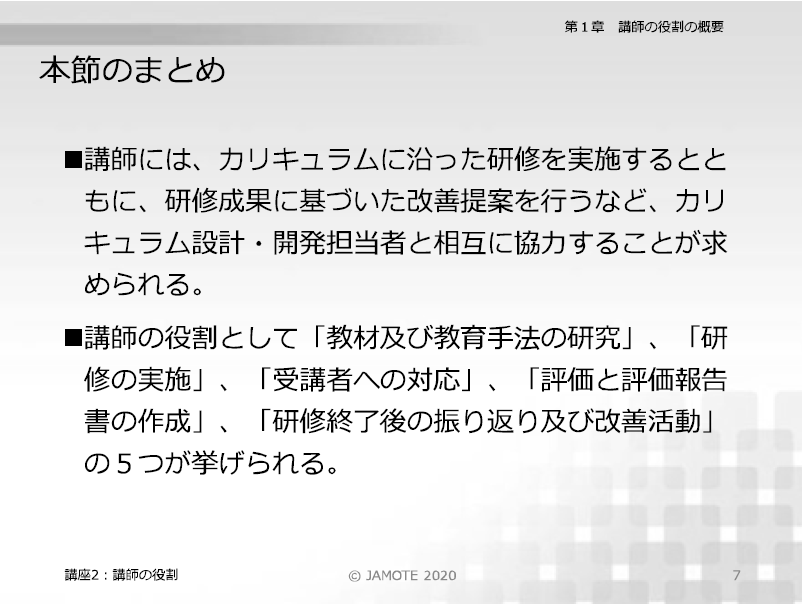 第１章　講師の役割の概要
本節のまとめ
■講師には、カリキュラムに沿った研修を実施するとと
もに、研修成果に基づいた改善提案を行うなど、カリ
キュラム設計・開発担当者と相互に協力することが求
められる。
■講師の役割として「教材及び教育手法の研究」、「研
修の実施」、「受講者への対応」、「評価と評価報告
書の作成」、「研修終了後の振り返り及び改善活動」
の５つが挙げられる。
講座2：講師の役割
© JAMOTE 2020
7